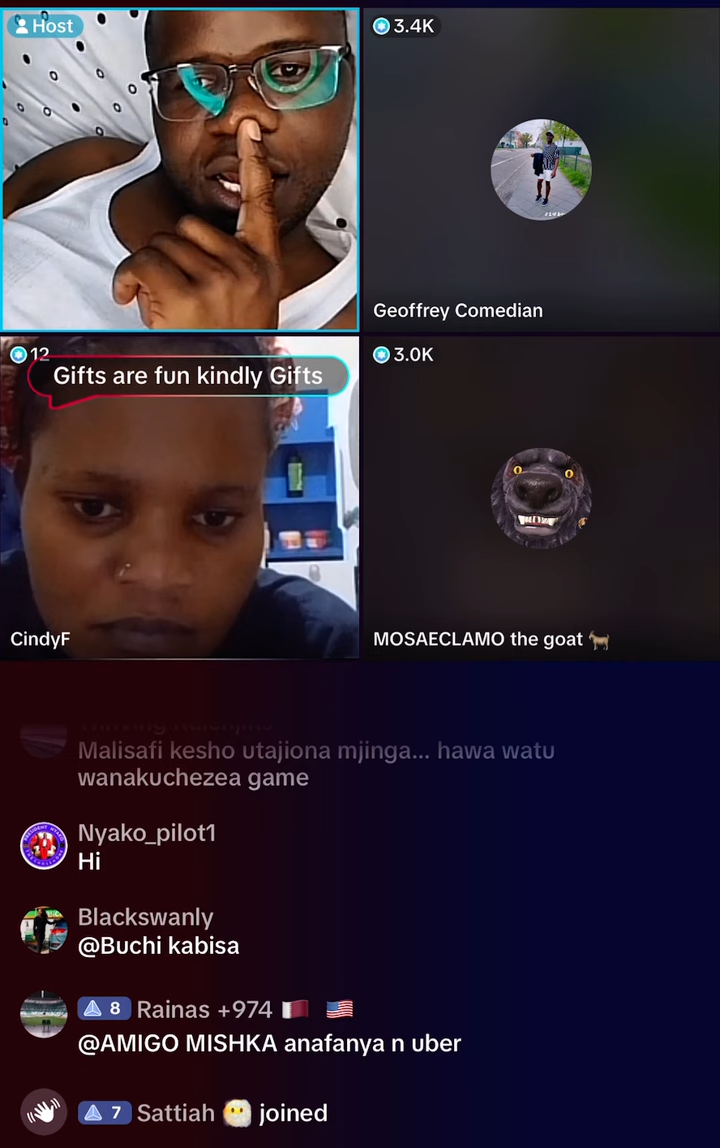 Host
3.4K
Geoffrey Comedian
12
Gifts are fun kindly Gifts
3.0K
CindyF
MOSAECLAMO the goat 🐐
Malisafi kesho utajiona mjinga... hawa watu
wanakuchezea game
Nyako_pilot1
Hi
Blackswanly
@Buchi kabisa
8 Rainas +974 🇶🇦 🇺🇸
@AMIGO MISHKA anafanya n uber
7 Sattiah joined